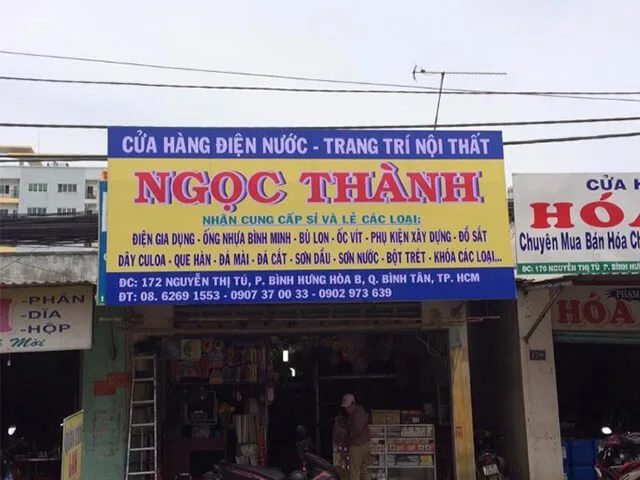 CỬA HÀNG ĐIỆN NƯỚC - TRANG TRÍ NỘI THẤT
NGỌC THÀNH
NHẬN CUNG CẤP SỈ VÀ LẺ CÁC LOẠI:
ĐIỆN GIA DỤNG - ỐNG NHỰA BÌNH MINH - BÙ LON - ỐC VÍT - PHỤ KIỆN XÂY DỰNG - ĐỒ SẮT
DÂY CULOA - QUE HÀN - ĐÁ MÀI - ĐÁ CẮT - SƠN DẦU - SƠN NƯỚC - BỘT TRÉT - KHÓA CÁC LOẠI...
ĐC: 172 NGUYỄN THỊ TÚ, P. BÌNH HƯNG HÒA B, Q. BÌNH TÂN, TP. HCM
ĐT: 08. 6269 1553 - 0907 37 00 33 - 0902 973 639
CỬA H
HÓA
Chuyên Mua Bán Hóa Ch
ĐC: 170 NGUYỄN THỊ TÚ, P. BÌNH
-PHẦN
-DĨA
-HỘP
PHẠM
HÓA
170